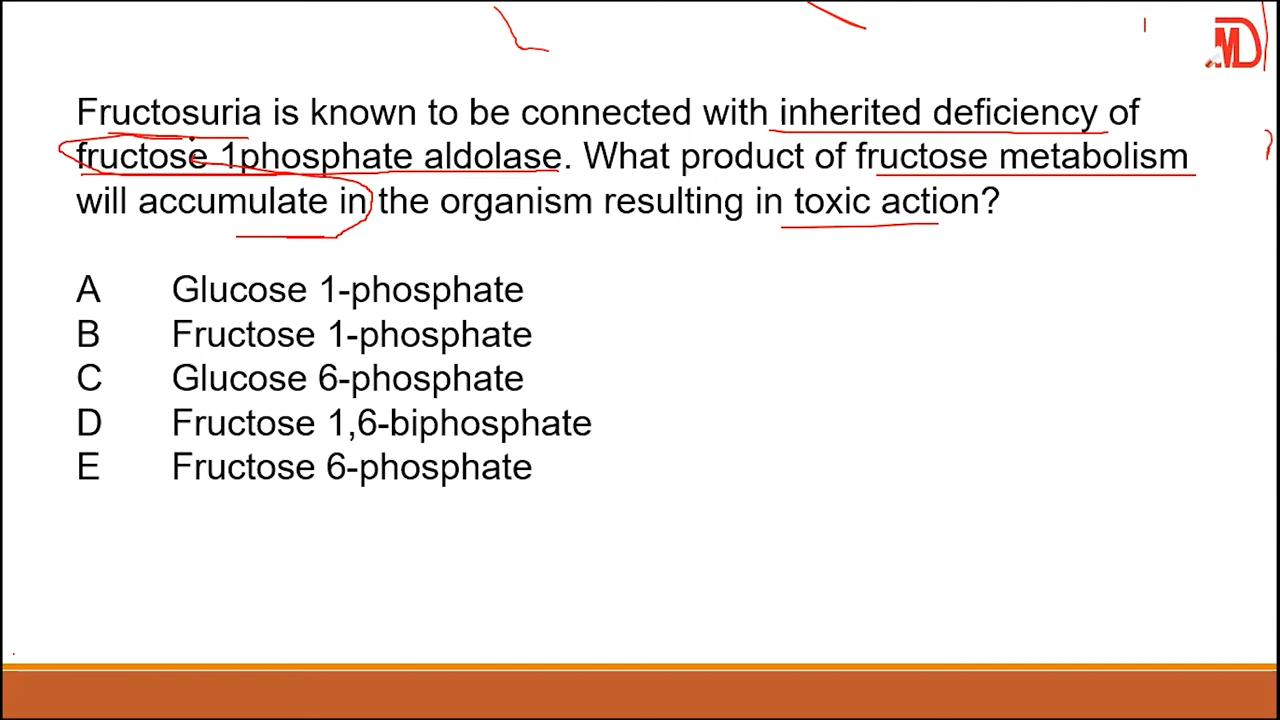 MD
Fructosuria is known to be connected with inherited deficiency of
fructose 1phosphate aldolase. What product of fructose metabolism
will accumulate in the organism resulting in toxic action?
A Glucose 1-phosphate
B Fructose 1-phosphate
C Glucose 6-phosphate
D Fructose 1,6-biphosphate
E Fructose 6-phosphate